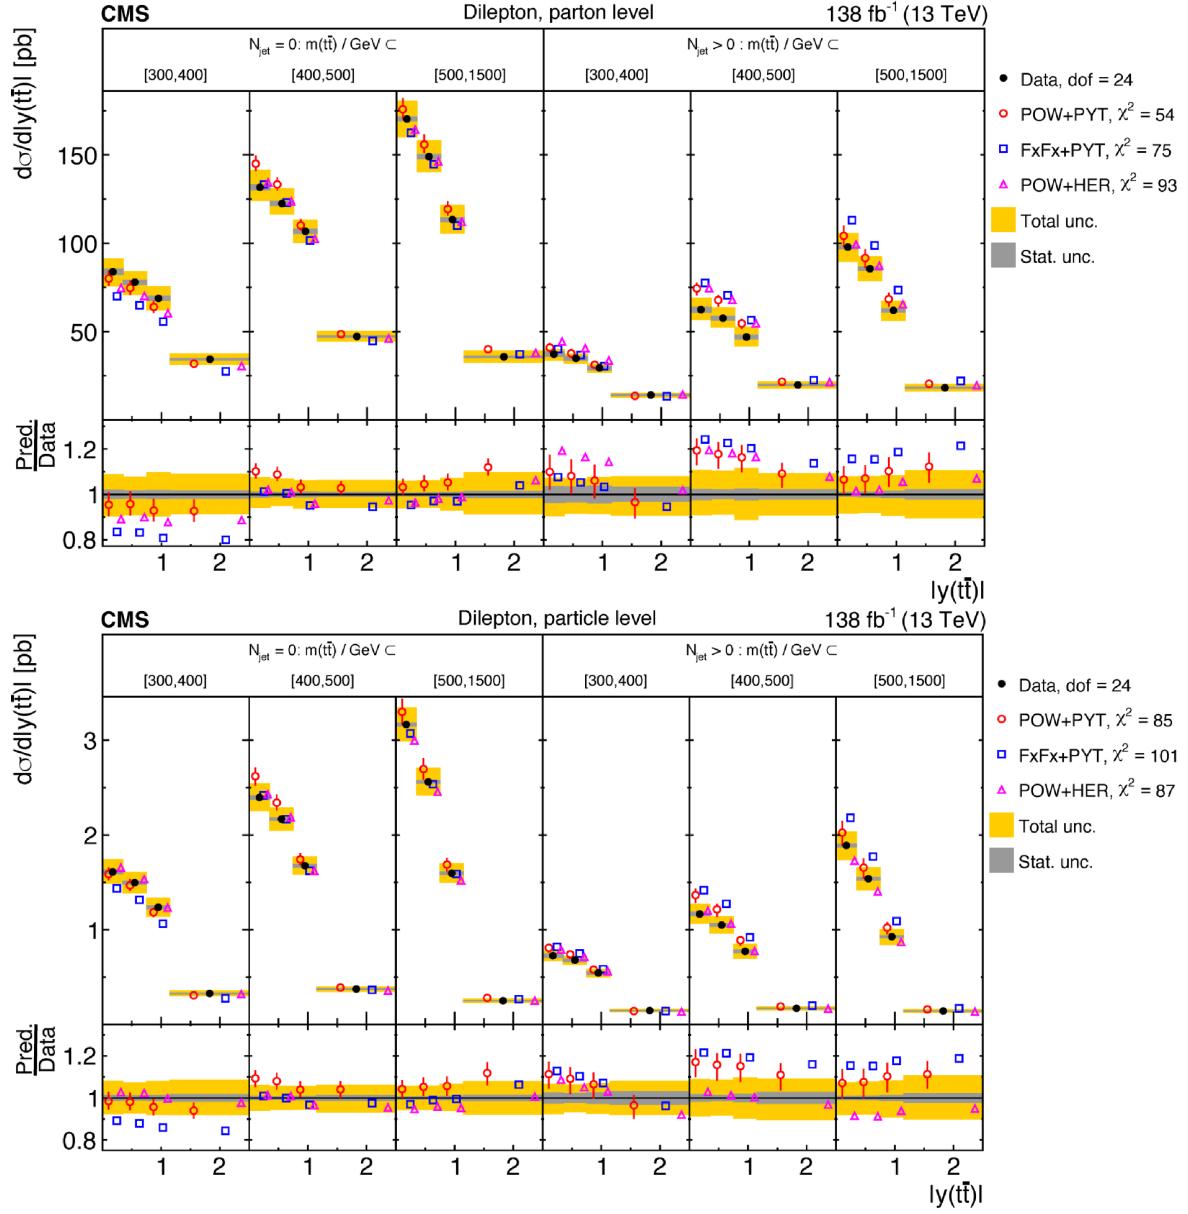 CMS Dilepton, parton level 138 fb⁻¹ (13 TeV)
N_jet = 0: m(tt̄) / GeV ⊂ N_jet > 0 : m(tt̄) / GeV ⊂
[300,400] [400,500] [500,1500] [300,400] [400,500] [500,1500]
dσ/d|y(tt̄)| [pb]
150
100
50
Data, dof = 24
POW+PYT, χ² = 54
FxFx+PYT, χ² = 75
POW+HER, χ² = 93
Total unc.
Stat. unc.
Pred.
Data
1.2
1
0.8
1 2 1 2 1 2 1 2 1 2 1 2
|y(tt̄)|
CMS Dilepton, particle level 138 fb⁻¹ (13 TeV)
N_jet = 0: m(tt̄) / GeV ⊂ N_jet > 0 : m(tt̄) / GeV ⊂
[300,400] [400,500] [500,1500] [300,400] [400,500] [500,1500]
dσ/d|y(tt̄)| [pb]
3
2
1
Data, dof = 24
POW+PYT, χ² = 85
FxFx+PYT, χ² = 101
POW+HER, χ² = 87
Total unc.
Stat. unc.
Pred.
Data
1.2
1
0.8
1 2 1 2 1 2 1 2 1 2 1 2
|y(tt̄)|